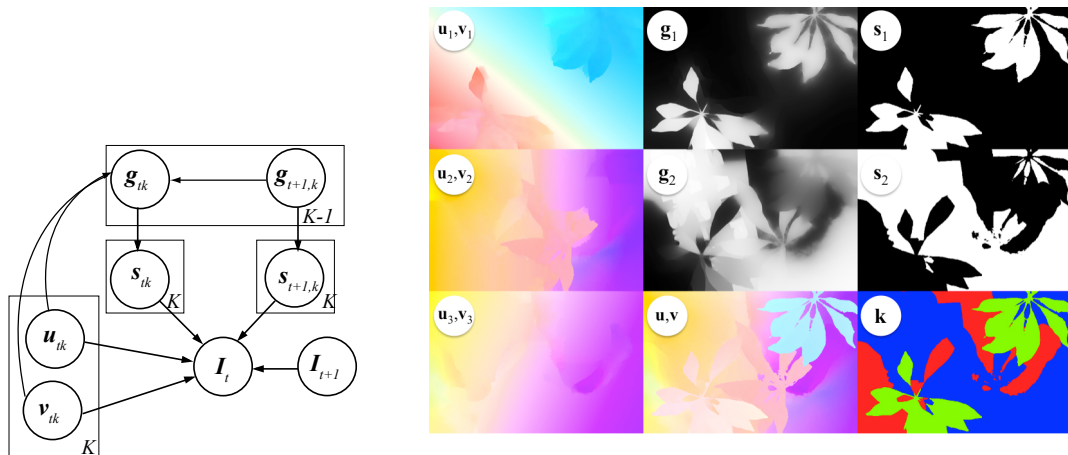 g_tk
g_t+1,k
K-1
s_tk
K
s_t+1,k
K
u_tk
I_t
I_t+1
v_tk
K
u_1,v_1
g_1
s_1
u_2,v_2
g_2
s_2
u_3,v_3
u,v
k